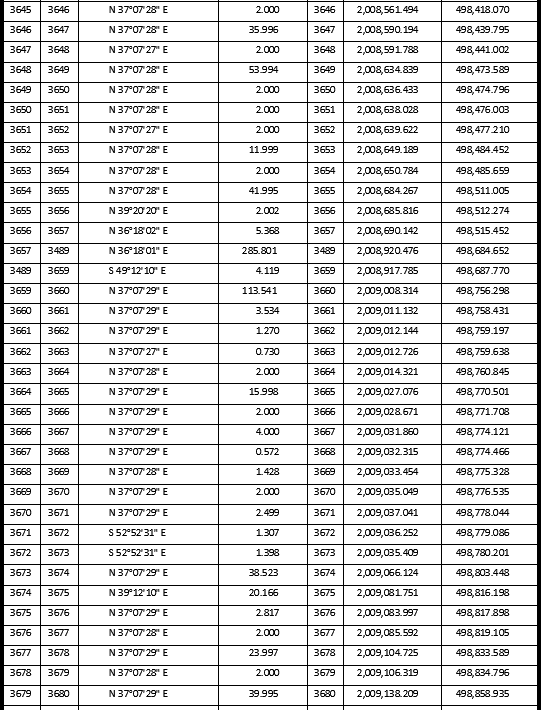 3645 3646 N 37°07'28" E 2.000 3646 2,008,561.494 498,418.070
3646 3647 N 37°07'28" E 35.996 3647 2,008,590.194 498,439.795
3647 3648 N 37°07'27" E 2.000 3648 2,008,591.788 498,441.002
3648 3649 N 37°07'28" E 53.994 3649 2,008,634.839 498,473.589
3649 3650 N 37°07'28" E 2.000 3650 2,008,636.433 498,474.796
3650 3651 N 37°07'28" E 2.000 3651 2,008,638.028 498,476.003
3651 3652 N 37°07'27" E 2.000 3652 2,008,639.622 498,477.210
3652 3653 N 37°07'28" E 11.999 3653 2,008,649.189 498,484.452
3653 3654 N 37°07'28" E 2.000 3654 2,008,650.784 498,485.659
3654 3655 N 37°07'28" E 41.995 3655 2,008,684.267 498,511.005
3655 3656 N 39°20'20" E 2.002 3656 2,008,685.816 498,512.274
3656 3657 N 36°18'02" E 5.368 3657 2,008,690.142 498,515.452
3657 3489 N 36°18'01" E 285.801 3489 2,008,920.476 498,684.652
3489 3659 S 49°12'10" E 4.119 3659 2,008,917.785 498,687.770
3659 3660 N 37°07'29" E 113.541 3660 2,009,008.314 498,756.298
3660 3661 N 37°07'29" E 3.534 3661 2,009,011.132 498,758.431
3661 3662 N 37°07'29" E 1.270 3662 2,009,012.144 498,759.197
3662 3663 N 37°07'27" E 0.730 3663 2,009,012.726 498,759.638
3663 3664 N 37°07'28" E 2.000 3664 2,009,014.321 498,760.845
3664 3665 N 37°07'29" E 15.998 3665 2,009,027.076 498,770.501
3665 3666 N 37°07'29" E 2.000 3666 2,009,028.671 498,771.708
3666 3667 N 37°07'29" E 4.000 3667 2,009,031.860 498,774.121
3667 3668 N 37°07'29" E 0.572 3668 2,009,032.315 498,774.466
3668 3669 N 37°07'28" E 1.428 3669 2,009,033.454 498,775.328
3669 3670 N 37°07'29" E 2.000 3670 2,009,035.049 498,776.535
3670 3671 N 37°07'29" E 2.499 3671 2,009,037.041 498,778.044
3671 3672 S 52°52'31" E 1.307 3672 2,009,036.252 498,779.086
3672 3673 S 52°52'31" E 1.398 3673 2,009,035.409 498,780.201
3673 3674 N 37°07'29" E 38.523 3674 2,009,066.124 498,803.448
3674 3675 N 39°12'10" E 20.166 3675 2,009,081.751 498,816.198
3675 3676 N 37°07'29" E 2.817 3676 2,009,083.997 498,817.898
3676 3677 N 37°07'28" E 2.000 3677 2,009,085.592 498,819.105
3677 3678 N 37°07'29" E 23.997 3678 2,009,104.725 498,833.589
3678 3679 N 37°07'28" E 2.000 3679 2,009,106.319 498,834.796
3679 3680 N 37°07'29" E 39.995 3680 2,009,138.209 498,858.935